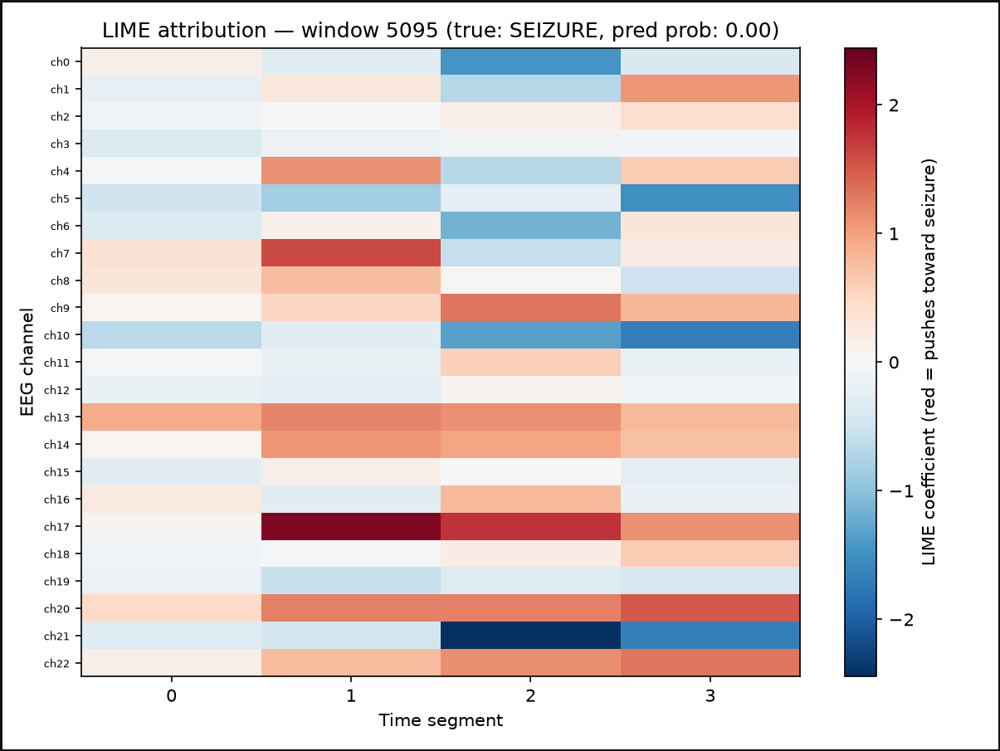 LIME attribution — window 5095 (true: SEIZURE, pred prob: 0.00)
EEG channel
ch0
ch1
ch2
ch3
ch4
ch5
ch6
ch7
ch8
ch9
ch10
ch11
ch12
ch13
ch14
ch15
ch16
ch17
ch18
ch19
ch20
ch21
ch22
0 1 2 3
Time segment
2
1
0
−1
−2
LIME coefficient (red = pushes toward seizure)